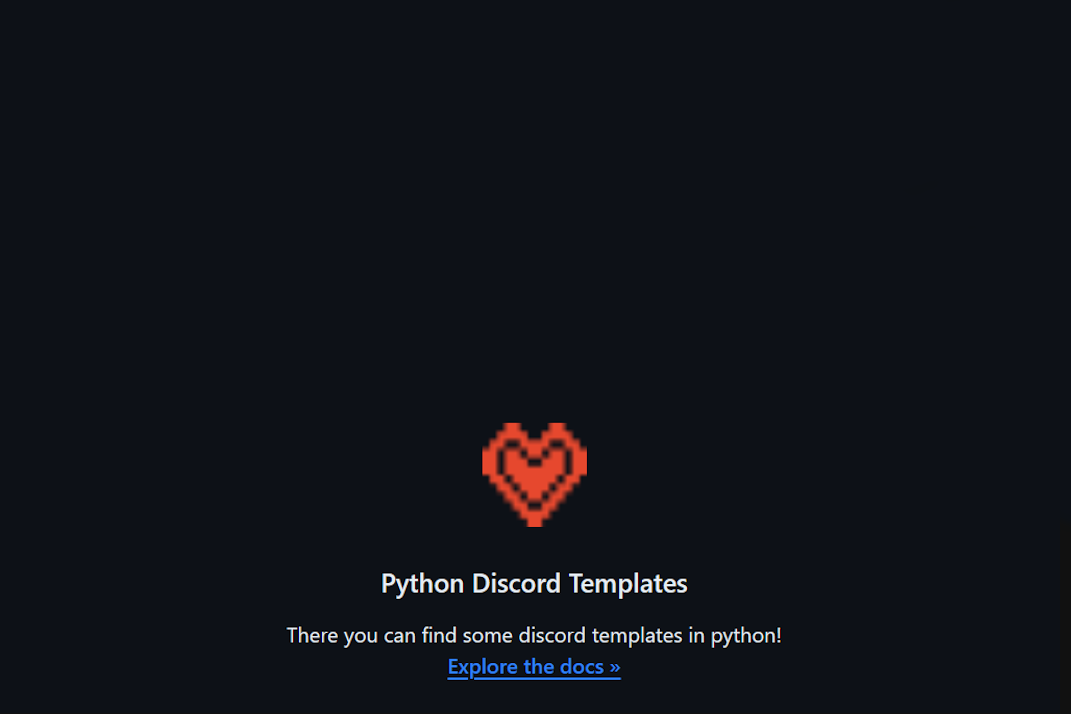 Python Discord Templates
There you can find some discord templates in python!
Explore the docs »